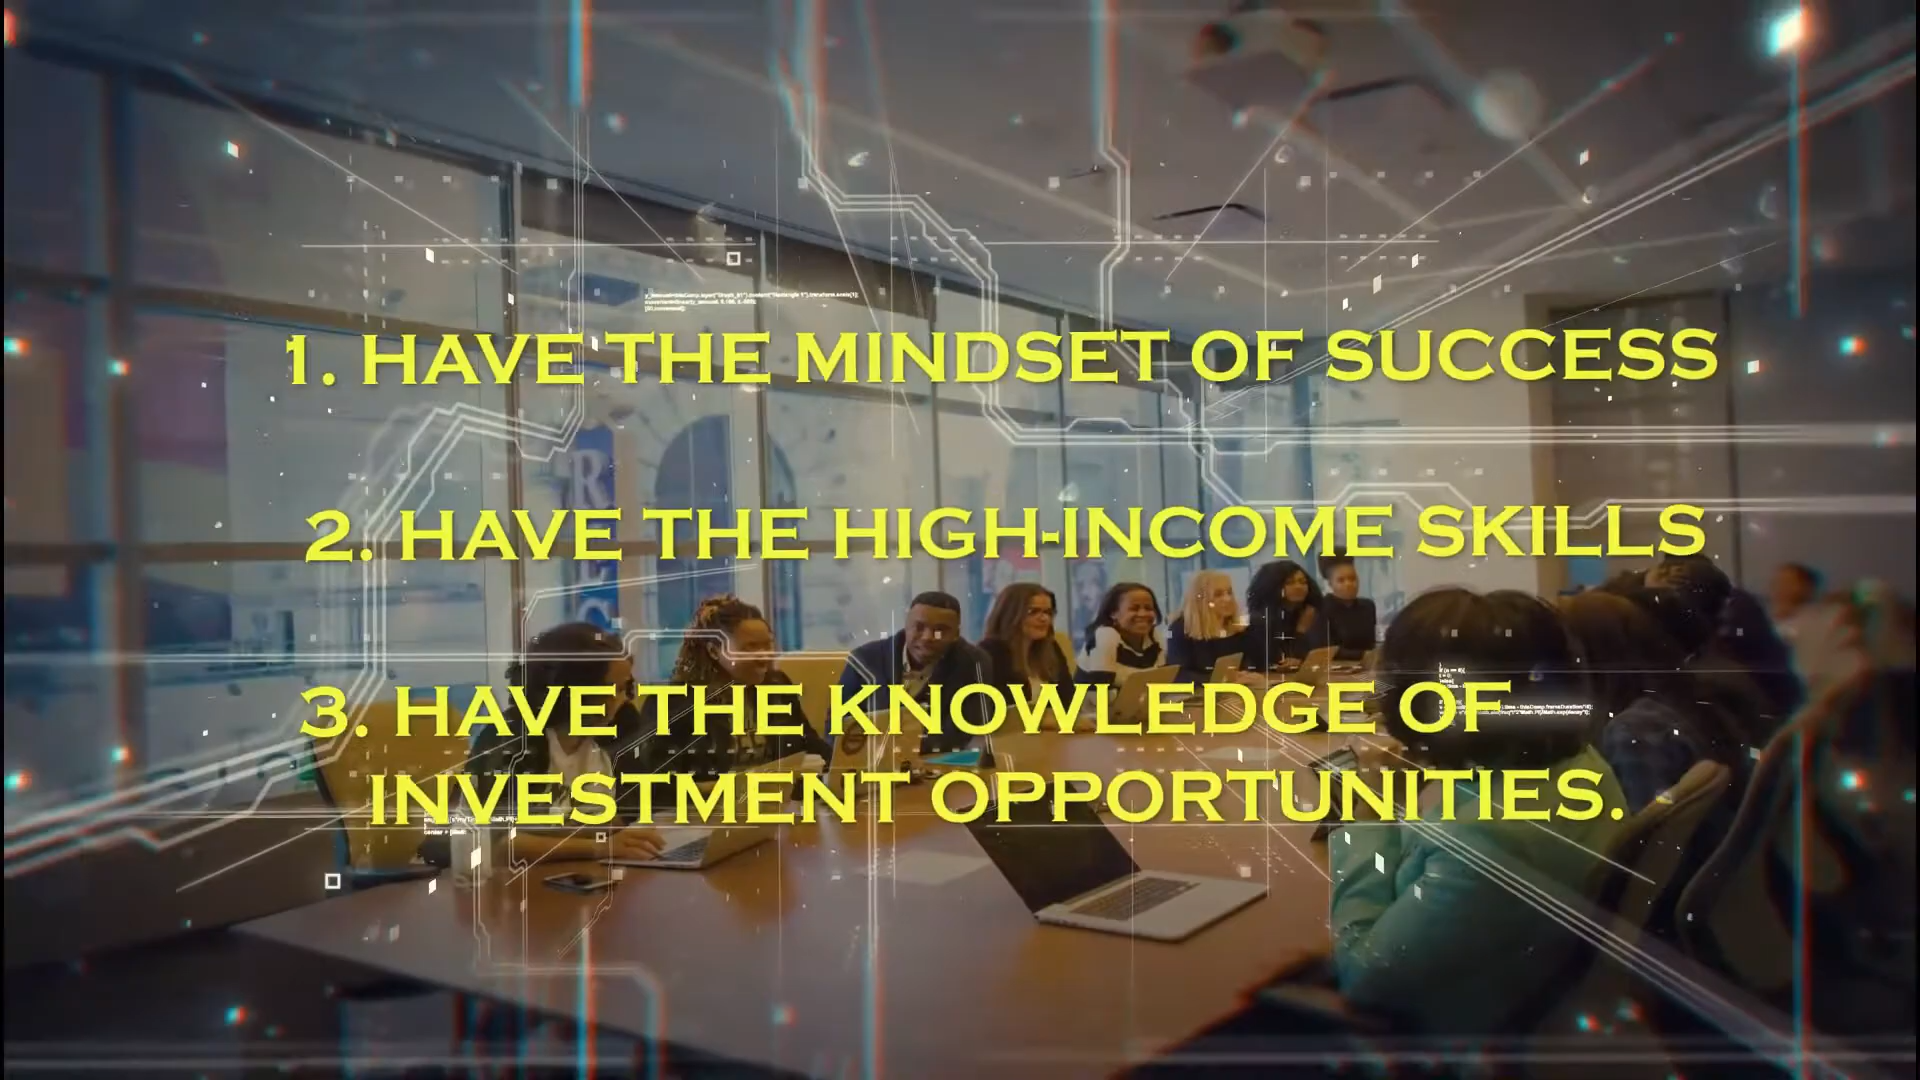 1. HAVE THE MINDSET OF SUCCESS
2. HAVE THE HIGH-INCOME SKILLS
3. HAVE THE KNOWLEDGE OF
INVESTMENT OPPORTUNITIES.